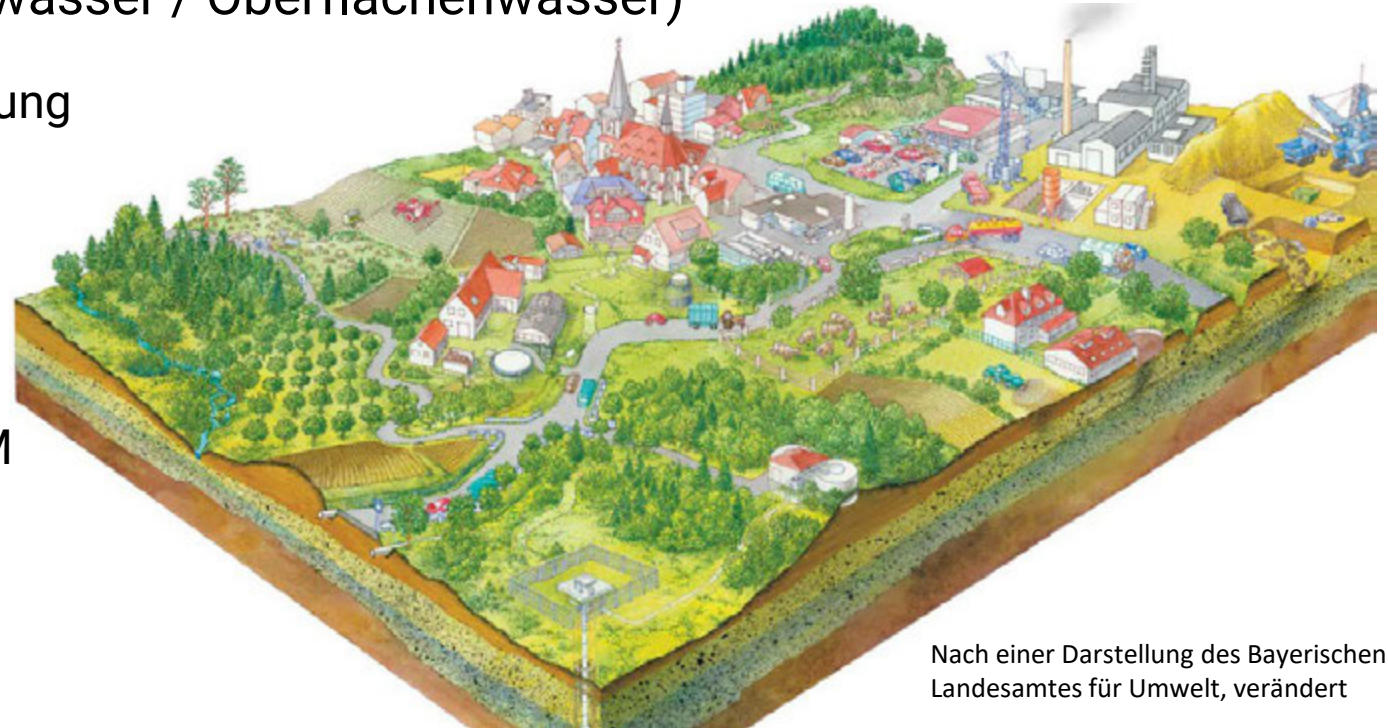 wasser / Oberflächenwasser)
ung
M
Nach einer Darstellung des Bayerischen
Landesamtes für Umwelt, verändert